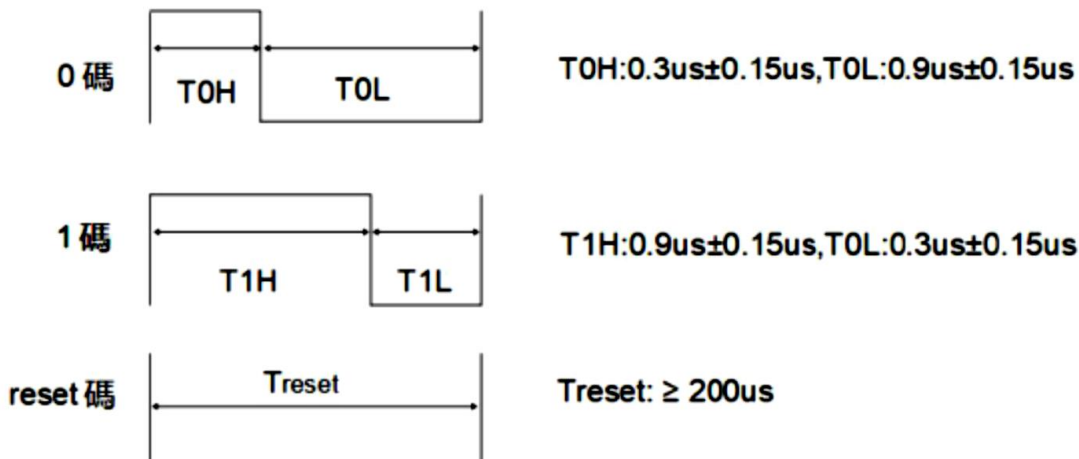 0 碼
T0H
T0L
T0H:0.3us±0.15us,T0L:0.9us±0.15us
1 碼
T1H
T1L
T1H:0.9us±0.15us,T0L:0.3us±0.15us
reset 碼
Treset
Treset: ≥ 200us